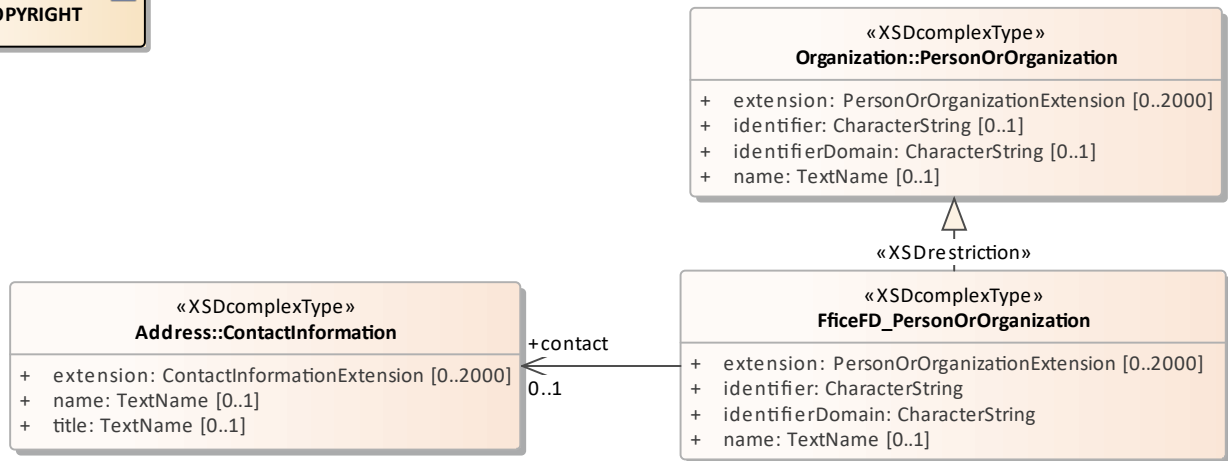 «XSDcomplexType»
Organization::PersonOrOrganization
+ extension: PersonOrOrganizationExtension [0..2000]
+ identifier: CharacterString [0..1]
+ identifierDomain: CharacterString [0..1]
+ name: TextName [0..1]
«XSDrestriction»
«XSDcomplexType»
Address::ContactInformation
+ extension: ContactInformationExtension [0..2000]
+ name: TextName [0..1]
+ title: TextName [0..1]
+contact
0..1
«XSDcomplexType»
FficeFD_PersonOrOrganization
+ extension: PersonOrOrganizationExtension [0..2000]
+ identifier: CharacterString
+ identifierDomain: CharacterString
+ name: TextName [0..1]